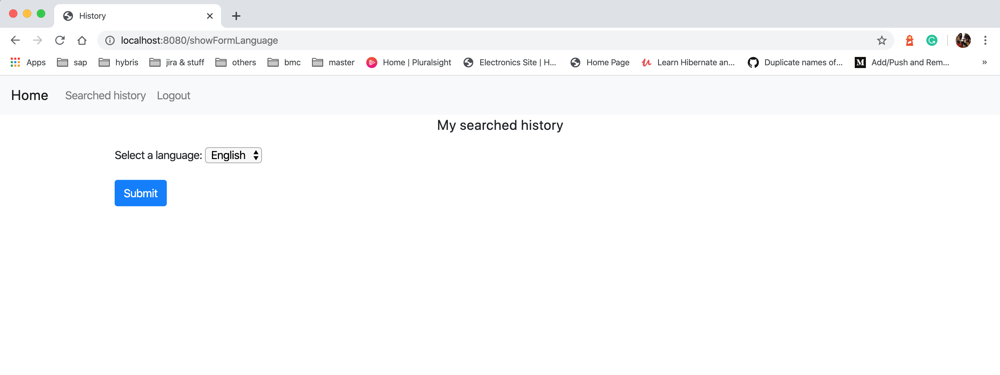 History
localhost:8080/showFormLanguage
Apps sap hybris jira & stuff others bmc master Home | Pluralsight Electronics Site | H... Home Page Learn Hibernate an... Duplicate names of... M Add/Push and Rem... »
Home Searched history Logout
My searched history
Select a language: English
Submit